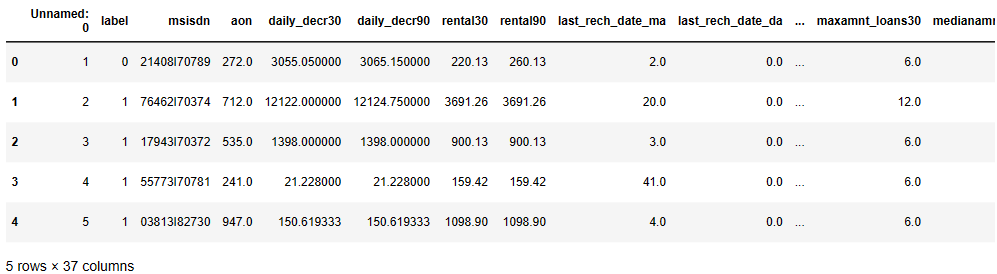 Unnamed: 0 label msisdn aon daily_decr30 daily_decr90 rental30 rental90 last_rech_date_ma last_rech_date_da ... maxamnt_loans30 medianamn
0 1 0 21408I70789 272.0 3055.050000 3065.150000 220.13 260.13 2.0 0.0 ... 6.0
1 2 1 76462I70374 712.0 12122.000000 12124.750000 3691.26 3691.26 20.0 0.0 ... 12.0
2 3 1 17943I70372 535.0 1398.000000 1398.000000 900.13 900.13 3.0 0.0 ... 6.0
3 4 1 55773I70781 241.0 21.228000 21.228000 159.42 159.42 41.0 0.0 ... 6.0
4 5 1 03813I82730 947.0 150.619333 150.619333 1098.90 1098.90 4.0 0.0 ... 6.0
5 rows × 37 columns